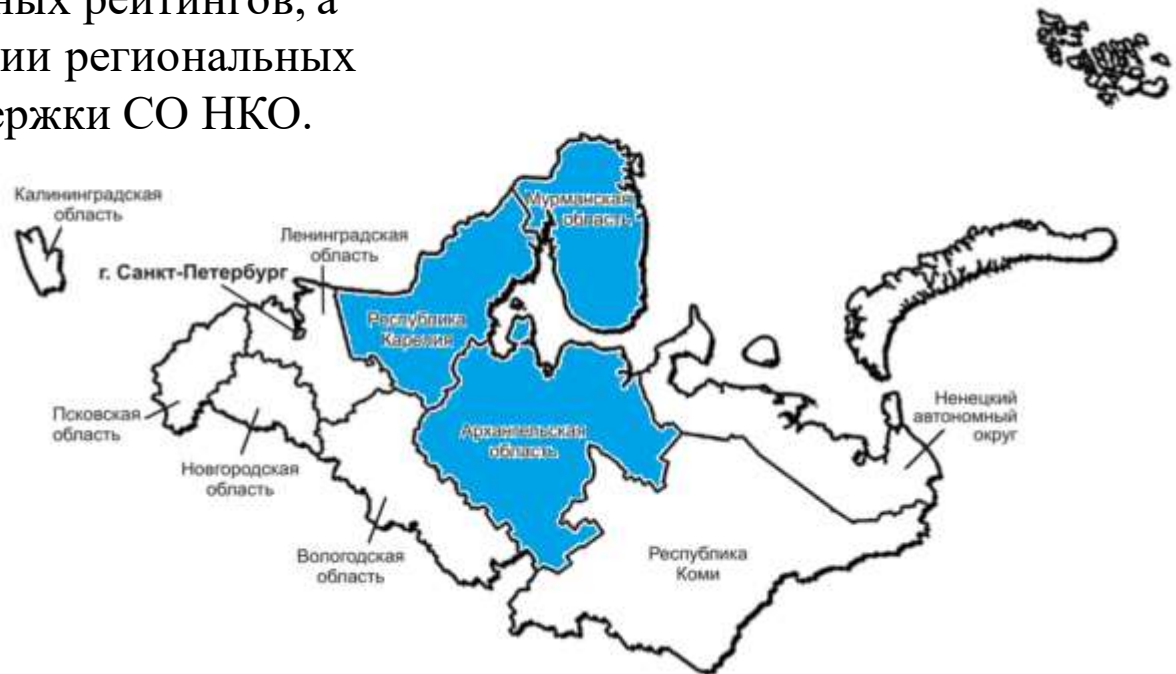 ных рейтингов, а
ии региональных
ержки СО НКО.
Калининградская
область
Ленинградская
область
г. Санкт-Петербург
Мурманская
область
Республика
Карелия
Псковская
область
Новгородская
область
Вологодская
область
Архангельская
область
Республика
Коми
Ненецкий
автономный
округ